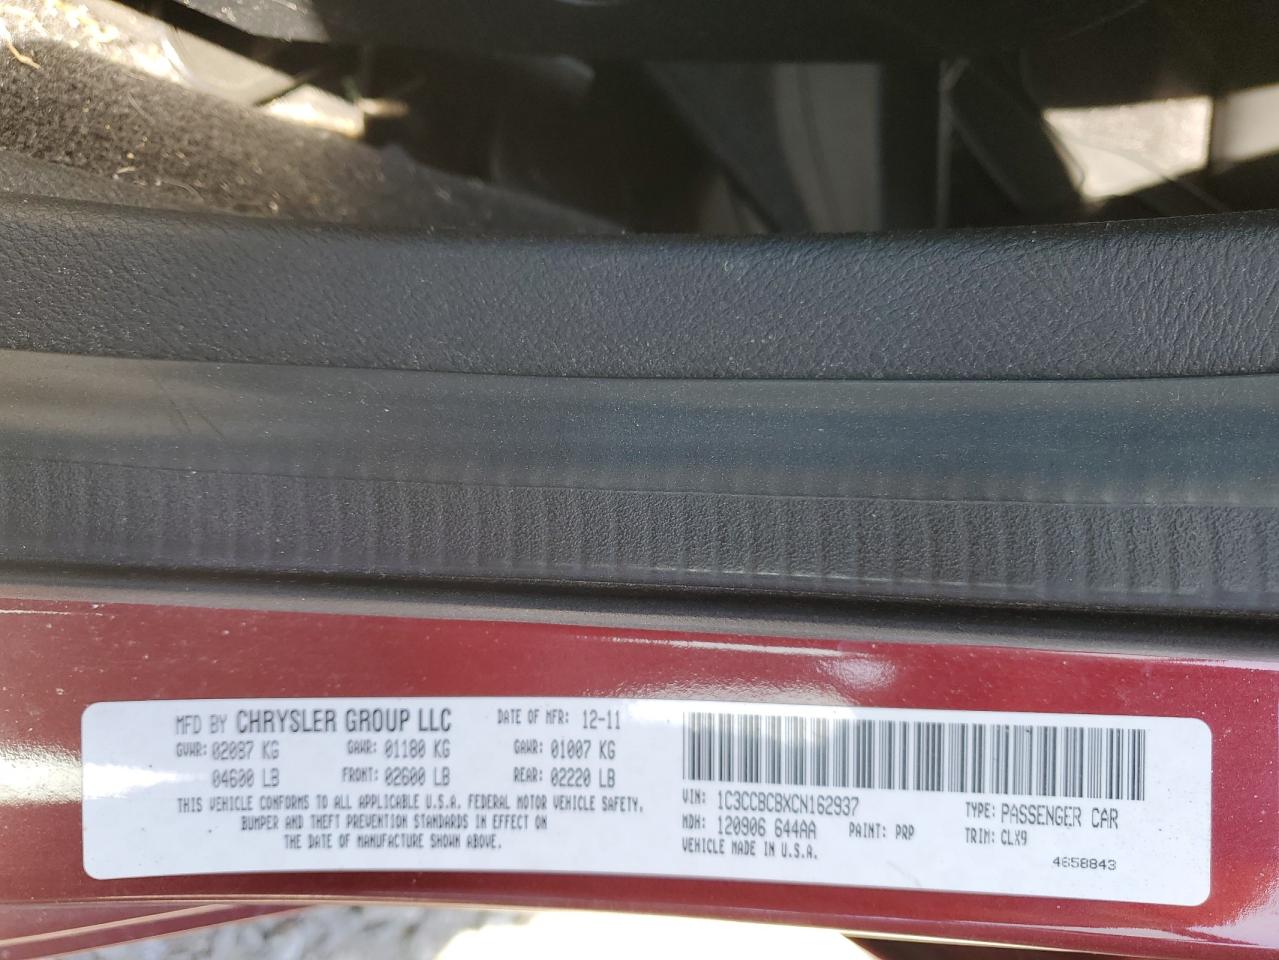 MFD BY CHRYSLER GROUP LLC DATE OF MFR: 12-11
GVWR: 02087 KG GAWR: 01180 KG GAWR: 01007 KG
04600 LB FRONT: 02600 LB REAR: 02220 LB
THIS VEHICLE CONFORMS TO ALL APPLICABLE U.S.A. FEDERAL MOTOR VEHICLE SAFETY,
BUMPER AND THEFT PREVENTION STANDARDS IN EFFECT ON
THE DATE OF MANUFACTURE SHOWN ABOVE.
VIN: 1C3CCBCBXCN162937 TYPE: PASSENGER CAR
MDH: 120906 644AA PAINT: PRP TRIM: CLX9
VEHICLE MADE IN U.S.A.
4658843